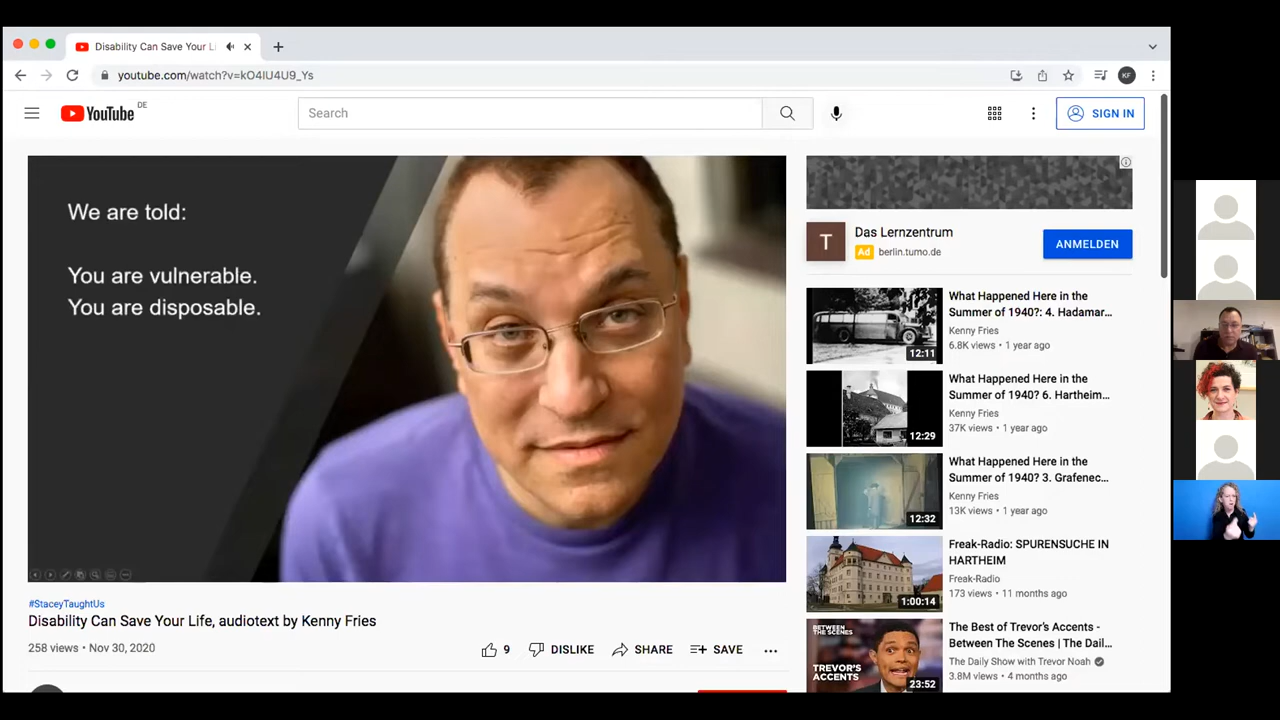 Disability Can Save Your Li
youtube.com/watch?v=kO4lU4U9_Ys
KF
YouTube
DE
Search
SIGN IN
We are told:
You are vulnerable.
You are disposable.
T
Das Lernzentrum
Ad berlin.tumo.de
ANMELDEN
What Happened Here in the
Summer of 1940?: 4. Hadamar...
Kenny Fries
6.8K views • 1 year ago
12:11
What Happened Here in the
Summer of 1940? 6. Hartheim...
Kenny Fries
37K views • 1 year ago
12:29
What Happened Here in the
Summer of 1940? 3. Grafenec...
Kenny Fries
13K views • 1 year ago
12:32
Freak-Radio: SPURENSUCHE IN
HARTHEIM
Freak-Radio
173 views • 11 months ago
1:00:14
The Best of Trevor's Accents -
Between The Scenes | The Dail...
The Daily Show with Trevor Noah
3.8M views • 4 months ago
BETWEEN
THE SCENES
TREVOR'S
ACCENTS
23:52
#StaceyTaughtUs
Disability Can Save Your Life, audiotext by Kenny Fries
258 views • Nov 30, 2020
9
DISLIKE
SHARE
SAVE